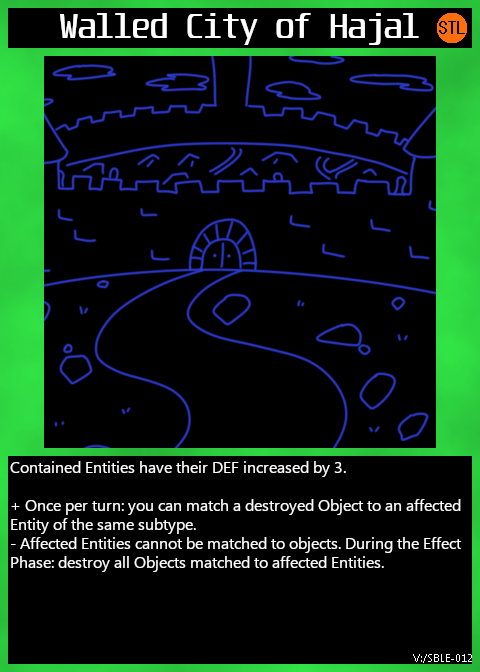 Walled City of Hajal
STL
Contained Entities have their DEF increased by 3.
+ Once per turn: you can match a destroyed Object to an affected
Entity of the same subtype.
- Affected Entities cannot be matched to objects. During the Effect
Phase: destroy all Objects matched to affected Entities.
V:/SBLE-012